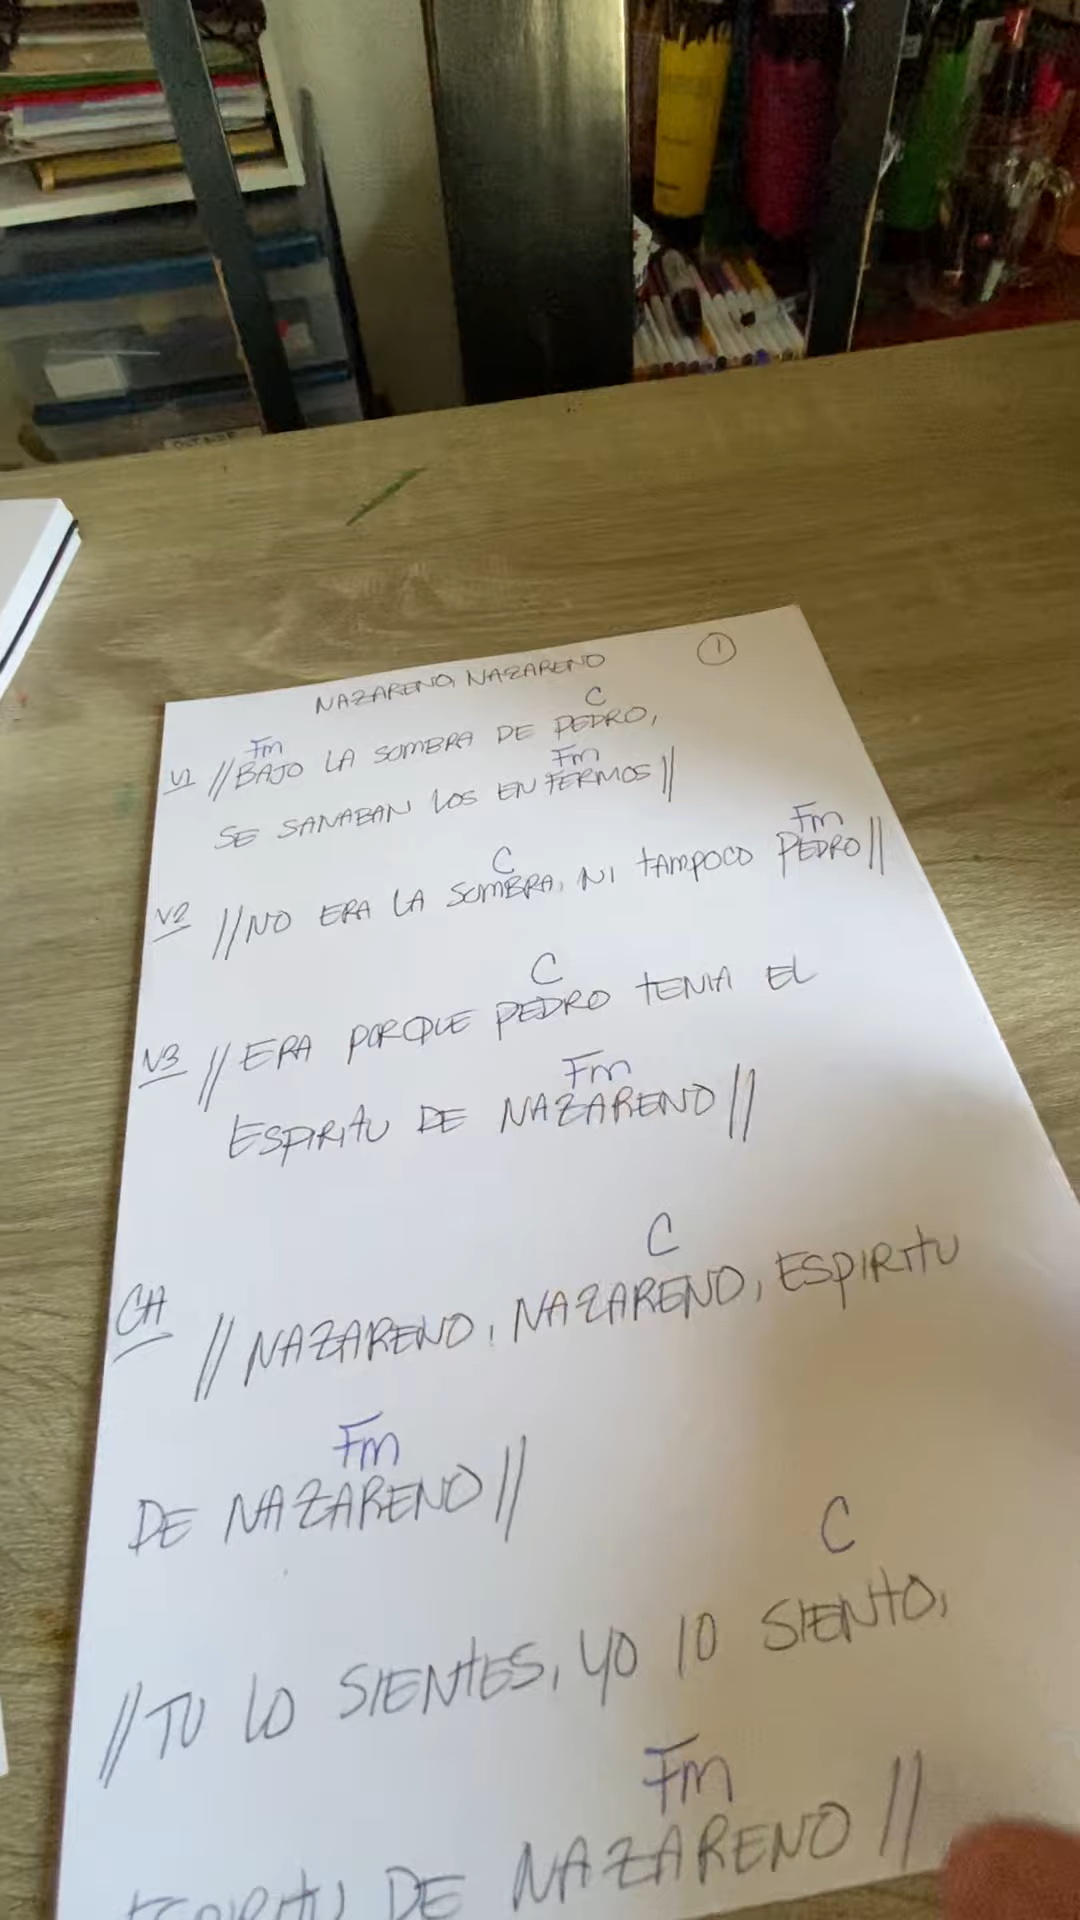 NAZARENO, NAZARENO
1
Fm C
V1 //BAJO LA SOMBRA DE PEDRO,
Fm
SE SANABAN LOS ENFERMOS//
C Fm
V2 //NO ERA LA SOMBRA, NI TAMPOCO PEDRO//
C
V3 //ERA PORQUE PEDRO TENIA EL
Fm
ESPIRITU DE NAZARENO//
C
CH //NAZARENO, NAZARENO, ESPIRITU
Fm
DE NAZARENO//
C
//TU LO SIENTES, YO LO SIENTO,
Fm
ESPIRITU DE NAZARENO//